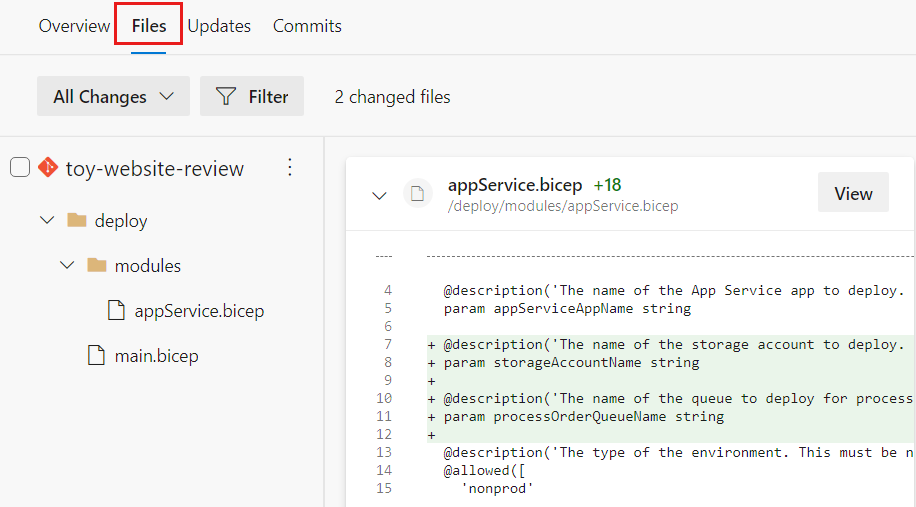 Overview Files Updates Commits
All Changes Filter 2 changed files
toy-website-review
deploy
modules
appService.bicep
main.bicep
appService.bicep +18
/deploy/modules/appService.bicep
View
4 @description('The name of the App Service app to deploy.
5 param appServiceAppName string
6
7 + @description('The name of the storage account to deploy.
8 + param storageAccountName string
9 +
10 + @description('The name of the queue to deploy for process
11 + param processOrderQueueName string
12 +
13 @description('The type of the environment. This must be n
14 @allowed([
15 'nonprod'